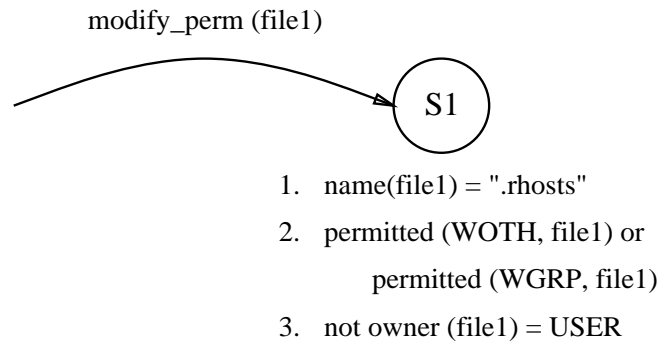 modify_perm (file1)
S1
1. name(file1) = ".rhosts"
2. permitted (WOTH, file1) or
permitted (WGRP, file1)
3. not owner (file1) = USER